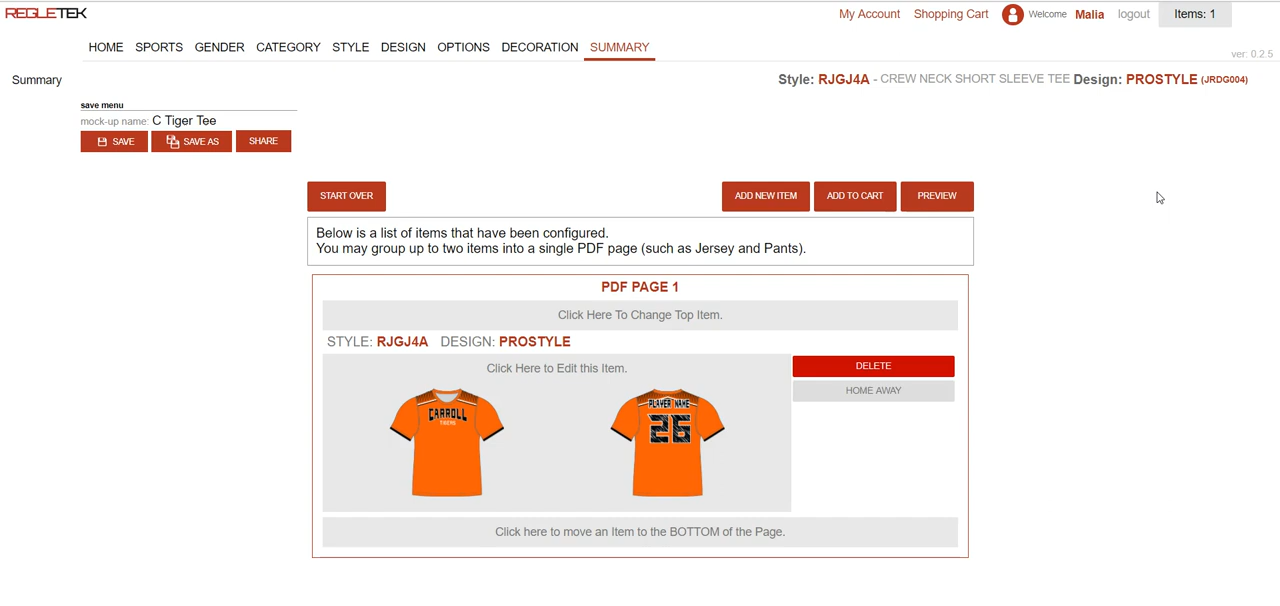 REGLETEK
My Account Shopping Cart Welcome Malia logout Items: 1
HOME SPORTS GENDER CATEGORY STYLE DESIGN OPTIONS DECORATION SUMMARY
ver: 0.2.5
Summary
Style: RJGJ4A - CREW NECK SHORT SLEEVE TEE Design: PROSTYLE (JRDG004)
save menu
mock-up name: C Tiger Tee
SAVE SAVE AS SHARE
START OVER ADD NEW ITEM ADD TO CART PREVIEW
Below is a list of items that have been configured.
You may group up to two items into a single PDF page (such as Jersey and Pants).
PDF PAGE 1
Click Here To Change Top Item.
STYLE: RJGJ4A DESIGN: PROSTYLE
Click Here to Edit this Item.
DELETE
HOME AWAY
CARROLL
TIGERS
PLAYER NAME
26
Click here to move an Item to the BOTTOM of the Page.